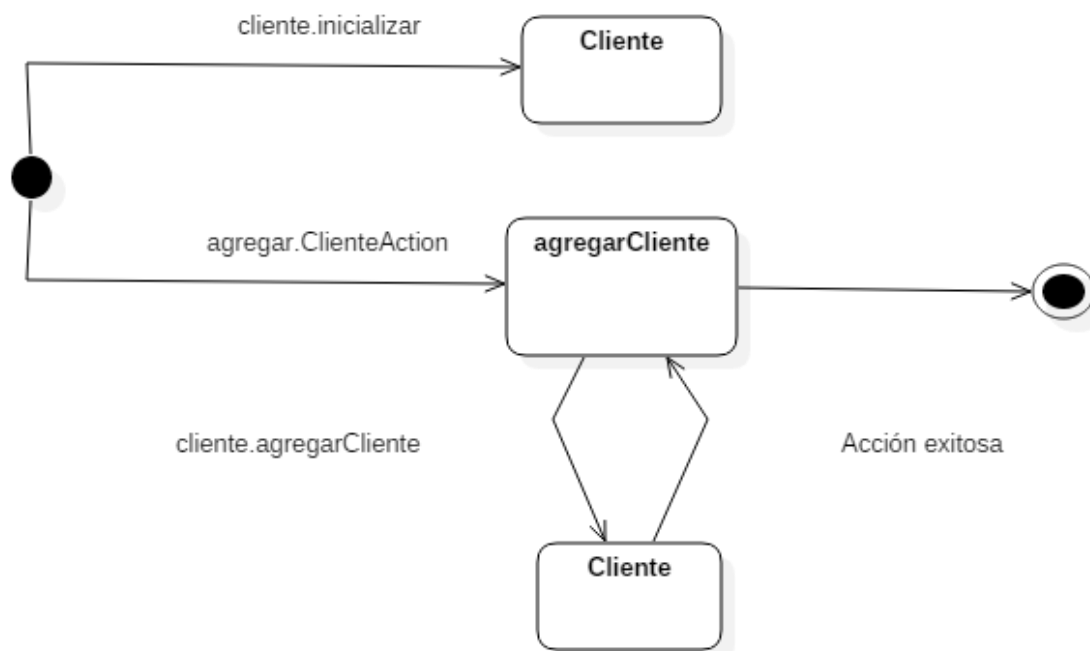 cliente.inicializar
Cliente
agregar.ClienteAction
agregarCliente
cliente.agregarCliente
Acción exitosa
Cliente